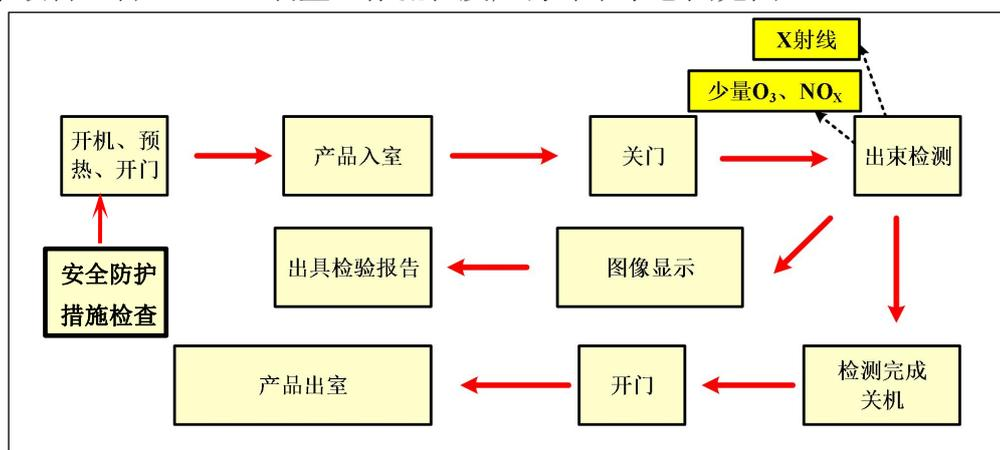 X射线
少量O₃、NOₓ
开机、预
热、开门
产品入室
关门
出束检测
安全防护
措施检查
出具检验报告
图像显示
产品出室
开门
检测完成
关机